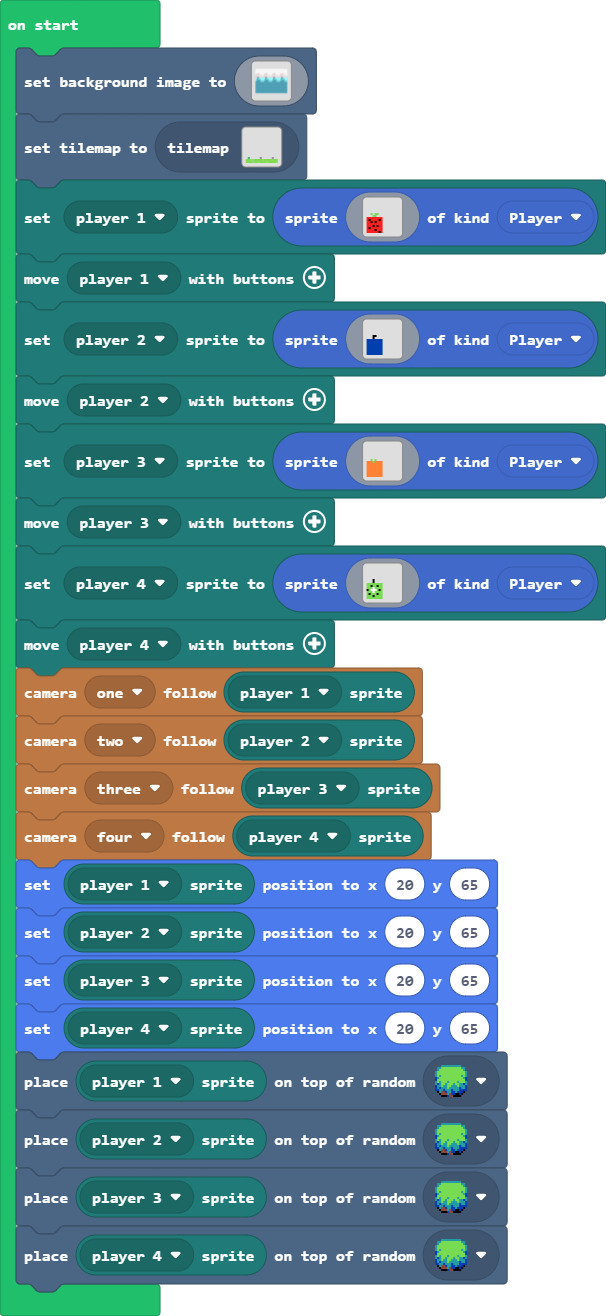 on start
set background image to
set tilemap to tilemap
set player 1 sprite to sprite of kind Player
move player 1 with buttons
set player 2 sprite to sprite of kind Player
move player 2 with buttons
set player 3 sprite to sprite of kind Player
move player 3 with buttons
set player 4 sprite to sprite of kind Player
move player 4 with buttons
camera one follow player 1 sprite
camera two follow player 2 sprite
camera three follow player 3 sprite
camera four follow player 4 sprite
set player 1 sprite position to x 20 y 65
set player 2 sprite position to x 20 y 65
set player 3 sprite position to x 20 y 65
set player 4 sprite position to x 20 y 65
place player 1 sprite on top of random
place player 2 sprite on top of random
place player 3 sprite on top of random
place player 4 sprite on top of random